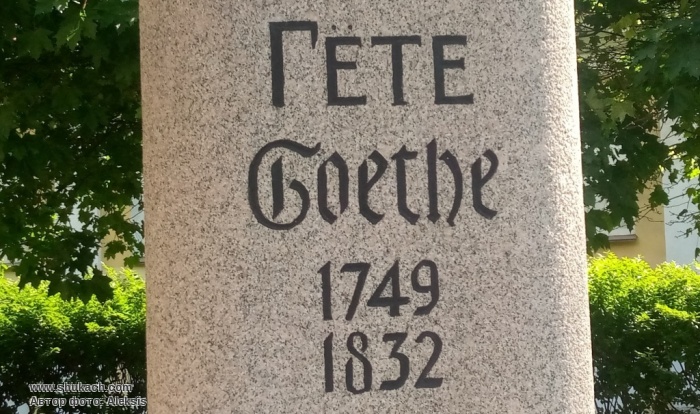 ГЁТЕ
Goethe
1749
1832
www.shukach.com
Автор фото: Aleksis